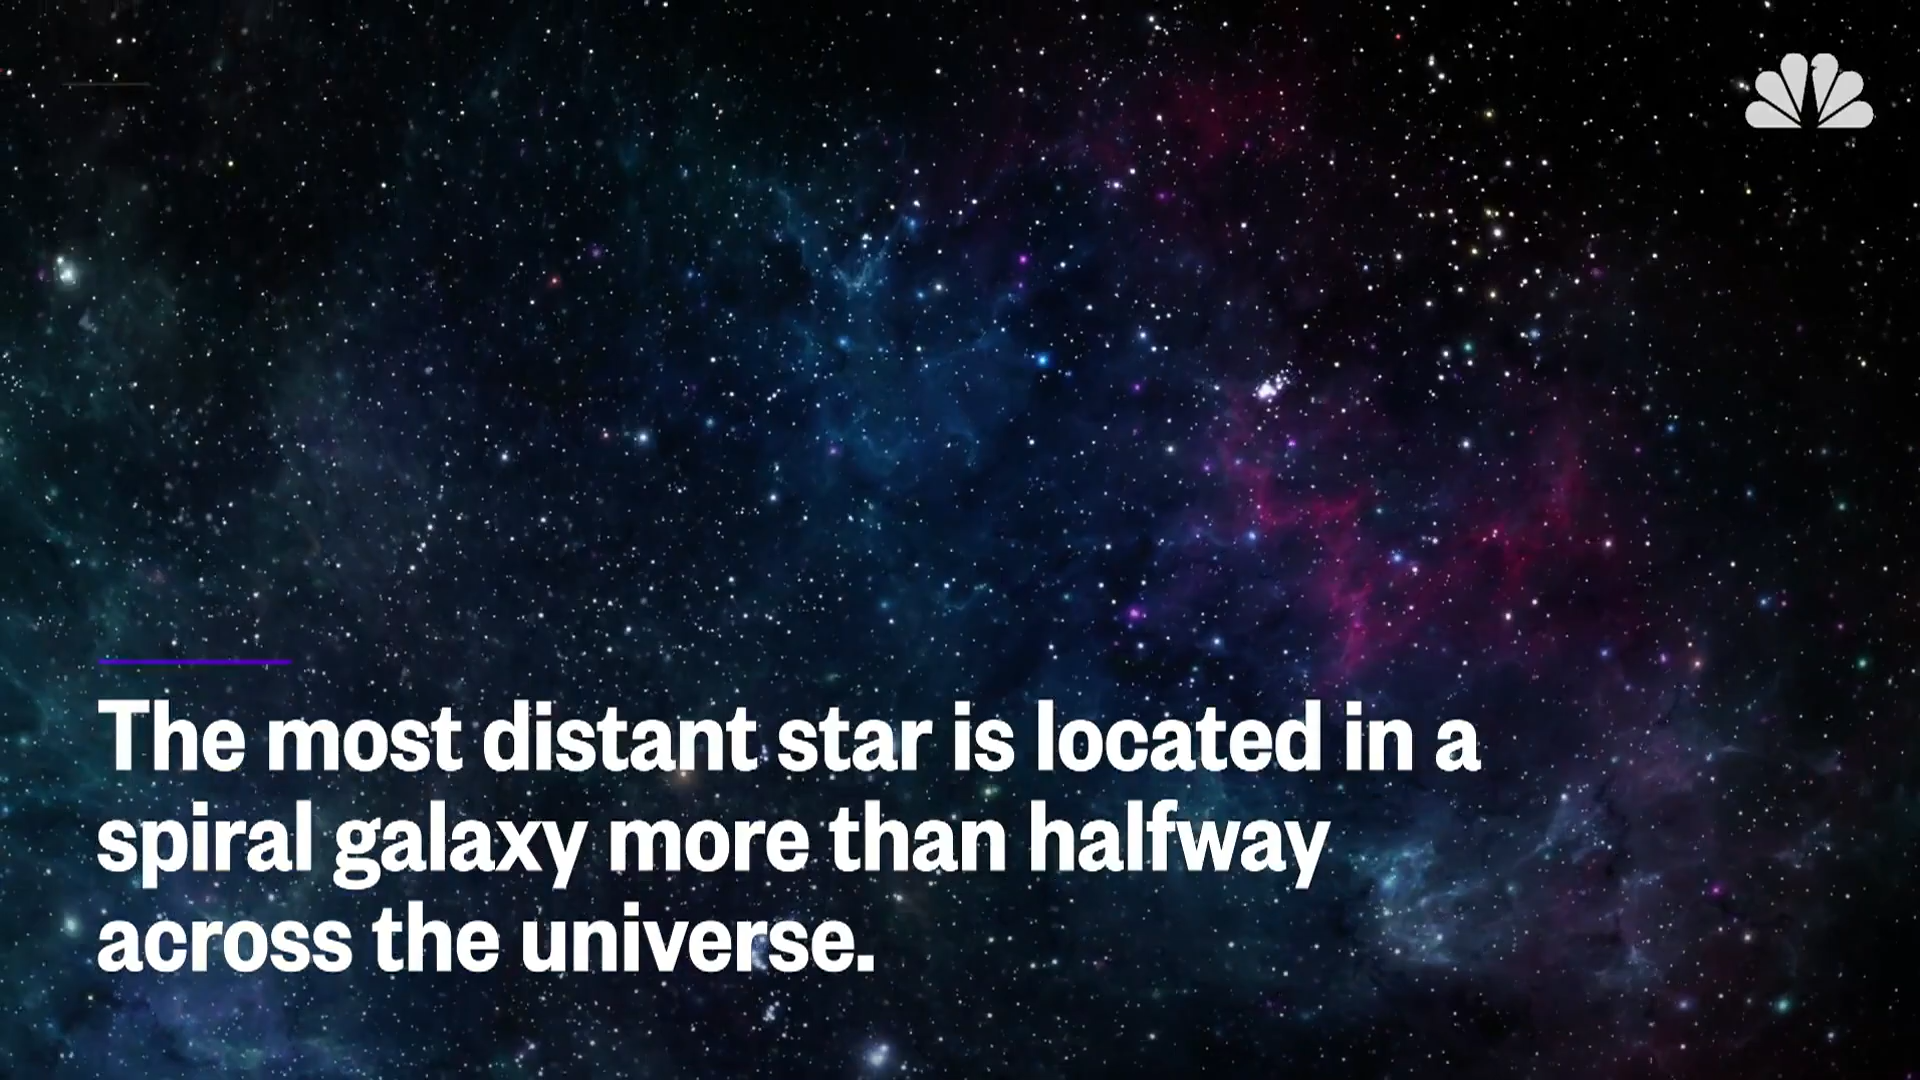 The most distant star is located in a
spiral galaxy more than halfway
across the universe.